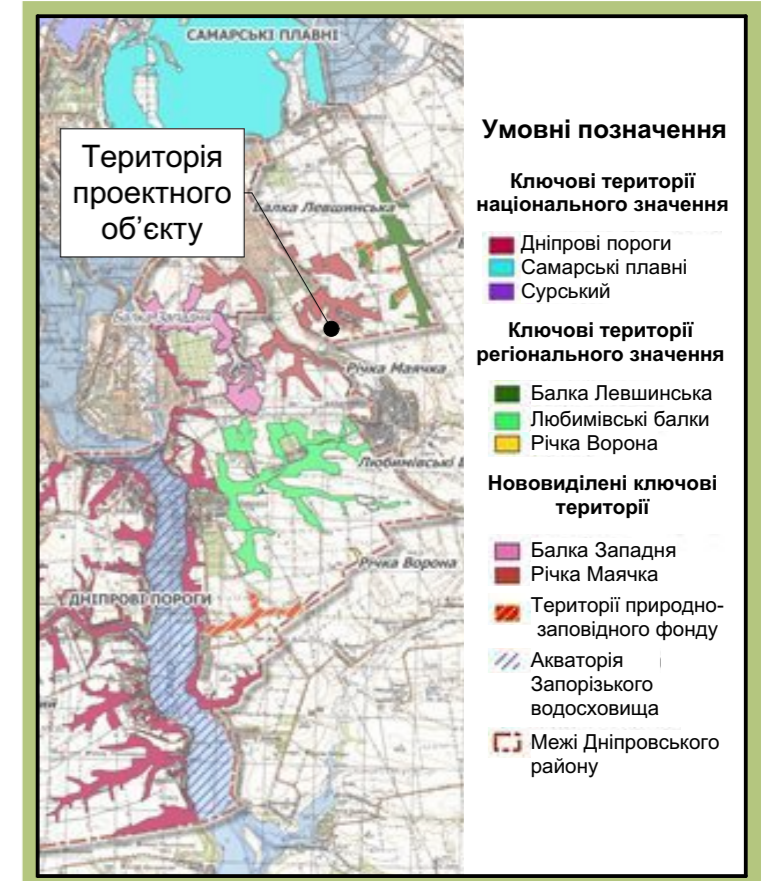 САМАРСЬКІ ПЛАВНІ
Територія
проектного
об'єкту
Балка Левшинська
Балка Западня
Річка Маячка
Любимівські
Річка Ворона
ДНІПРОВІ ПОРОГИ
Умовні позначення
Ключові території
національного значення
Дніпрові пороги
Самарські плавні
Сурський
Ключові території
регіонального значення
Балка Левшинська
Любимівські балки
Річка Ворона
Нововиділені ключові
території
Балка Западня
Річка Маячка
Території природно-
заповідного фонду
Акваторія
Запорізького
водосховища
Межі Дніпровського
району